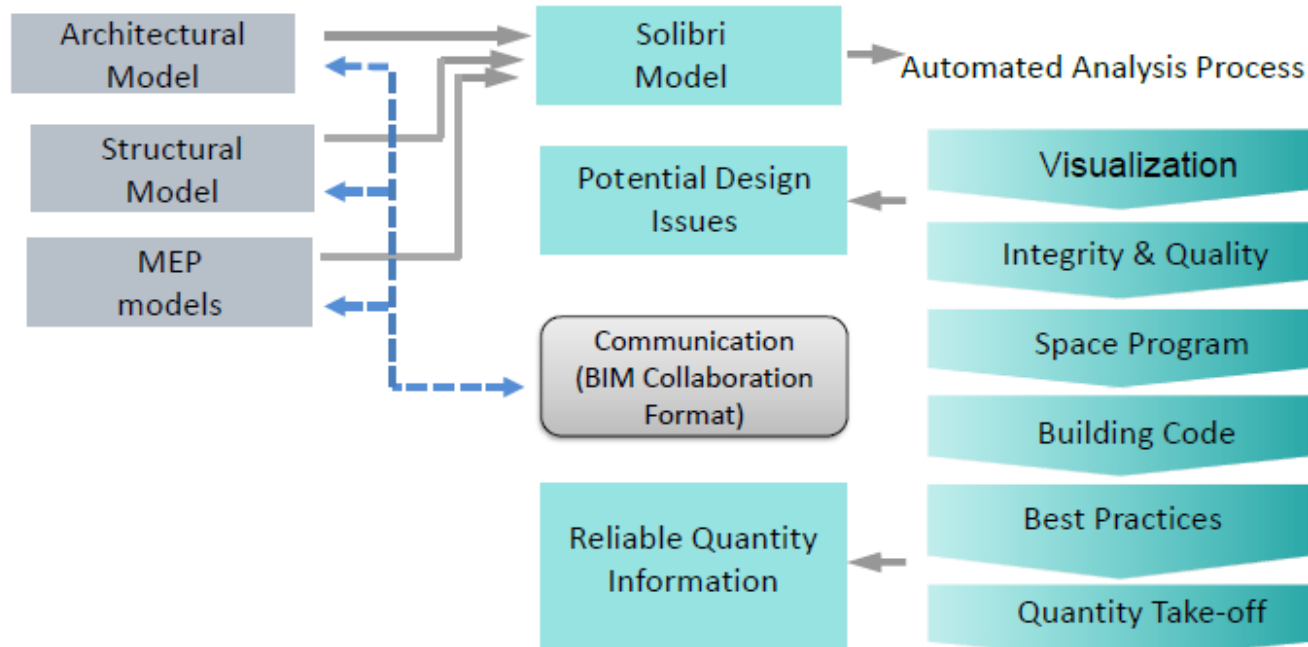 Architectural
Model
Structural
Model
MEP
models
Solibri
Model
Potential Design
Issues
Communication
(BIM Collaboration
Format)
Reliable Quantity
Information
Automated Analysis Process
Visualization
Integrity & Quality
Space Program
Building Code
Best Practices
Quantity Take-off